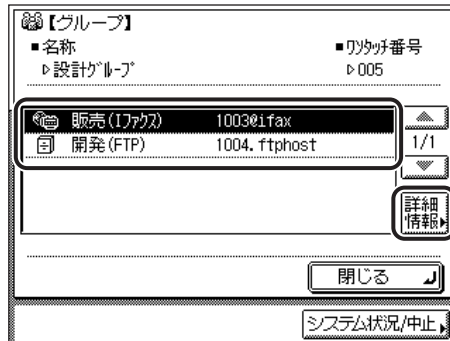 【グループ】
■名称
■ﾜﾝﾀｯﾁ番号
▷設計ｸﾞﾙｰﾌﾟ
▷005
販売(Iﾌｧｸｽ) 1003@ifax
開発(FTP) 1004.ftphost
1/1
詳細
情報▸
閉じる
システム状況/中止▸